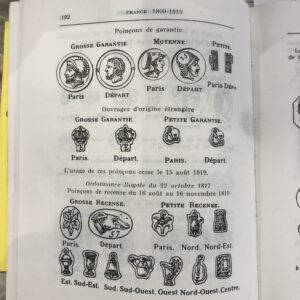 192
FRANCE 1809-1819
Poinçons de garantie
GROSSE GARANTIE. MOYENNE PETITE.
Paris DÉPART Paris Paris DÉPART
Ouvrages d'origine étrangère
GROSSE GARANTIE PETITE GARANTIE.
Paris. Départ. PARIS. Départ.
L'usage de ces poinçons cesse le 15 août 1819.
Ordonnance Royale du 22 octobre 1817
Poinçons de recense du 16 août au 16 novembre 1819
GROSSE RECENSE. PETITE RECENSE.
Paris. Départ. Paris. Nord. Nord-Est.
Est. Sud-Est. Sud. Sud-Ouest. Ouest. Nord-Ouest. Centre.